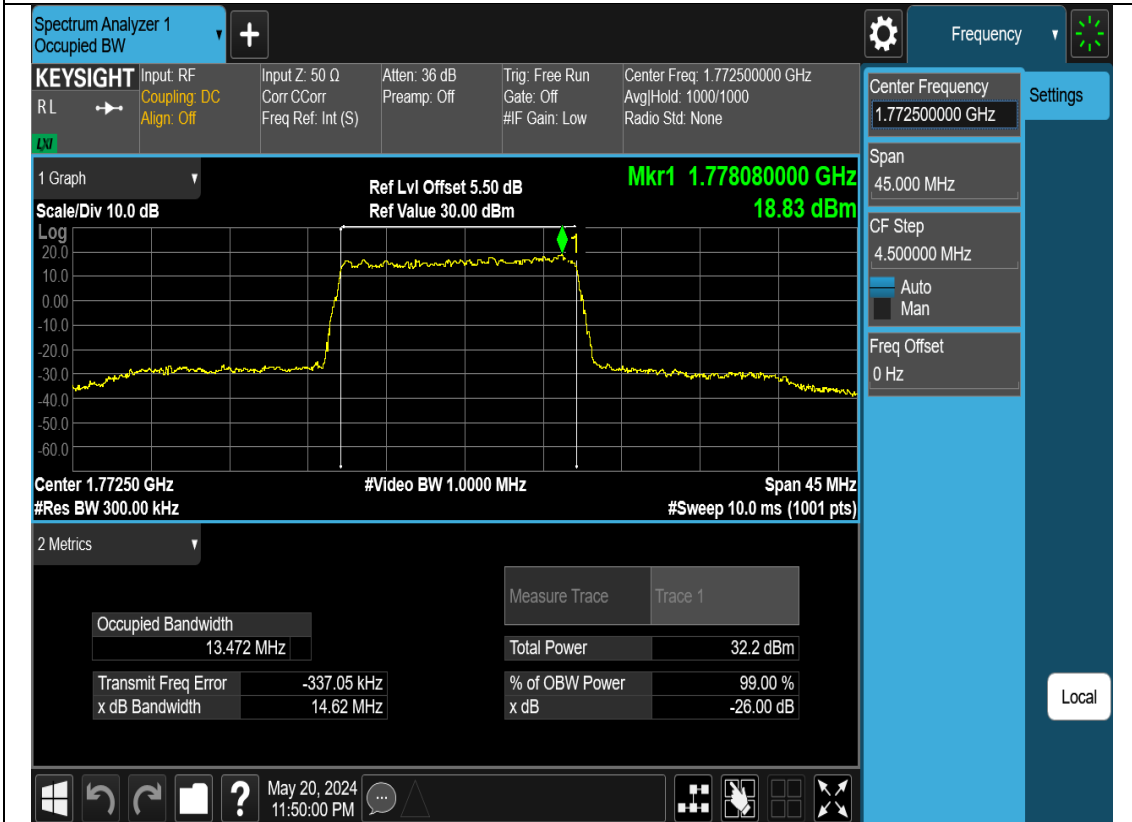 Spectrum Analyzer 1
Occupied BW
▼
+
Frequency ▼
KEYSIGHT
RL
LXI
Input: RF
Coupling: DC
Align: Off
Input Z: 50 Ω
Corr CCorr
Freq Ref: Int (S)
Atten: 36 dB
Preamp: Off
Trig: Free Run
Gate: Off
#IF Gain: Low
Center Freq: 1.772500000 GHz
Avg|Hold: 1000/1000
Radio Std: None
1 Graph ▼
Scale/Div 10.0 dB
Ref Lvl Offset 5.50 dB
Ref Value 30.00 dBm
Mkr1 1.778080000 GHz
18.83 dBm
Log
20.0
10.0
0.00
-10.0
-20.0
-30.0
-40.0
-50.0
-60.0
1
Center 1.77250 GHz
#Res BW 300.00 kHz
#Video BW 1.0000 MHz
Span 45 MHz
#Sweep 10.0 ms (1001 pts)
2 Metrics ▼
Measure Trace Trace 1
Occupied Bandwidth
13.472 MHz
Total Power 32.2 dBm
Transmit Freq Error -337.05 kHz
% of OBW Power 99.00 %
x dB Bandwidth 14.62 MHz
x dB -26.00 dB
Center Frequency
1.772500000 GHz
Settings
Span
45.000 MHz
CF Step
4.500000 MHz
Auto
Man
Freq Offset
0 Hz
Local
?
May 20, 2024
11:50:00 PM